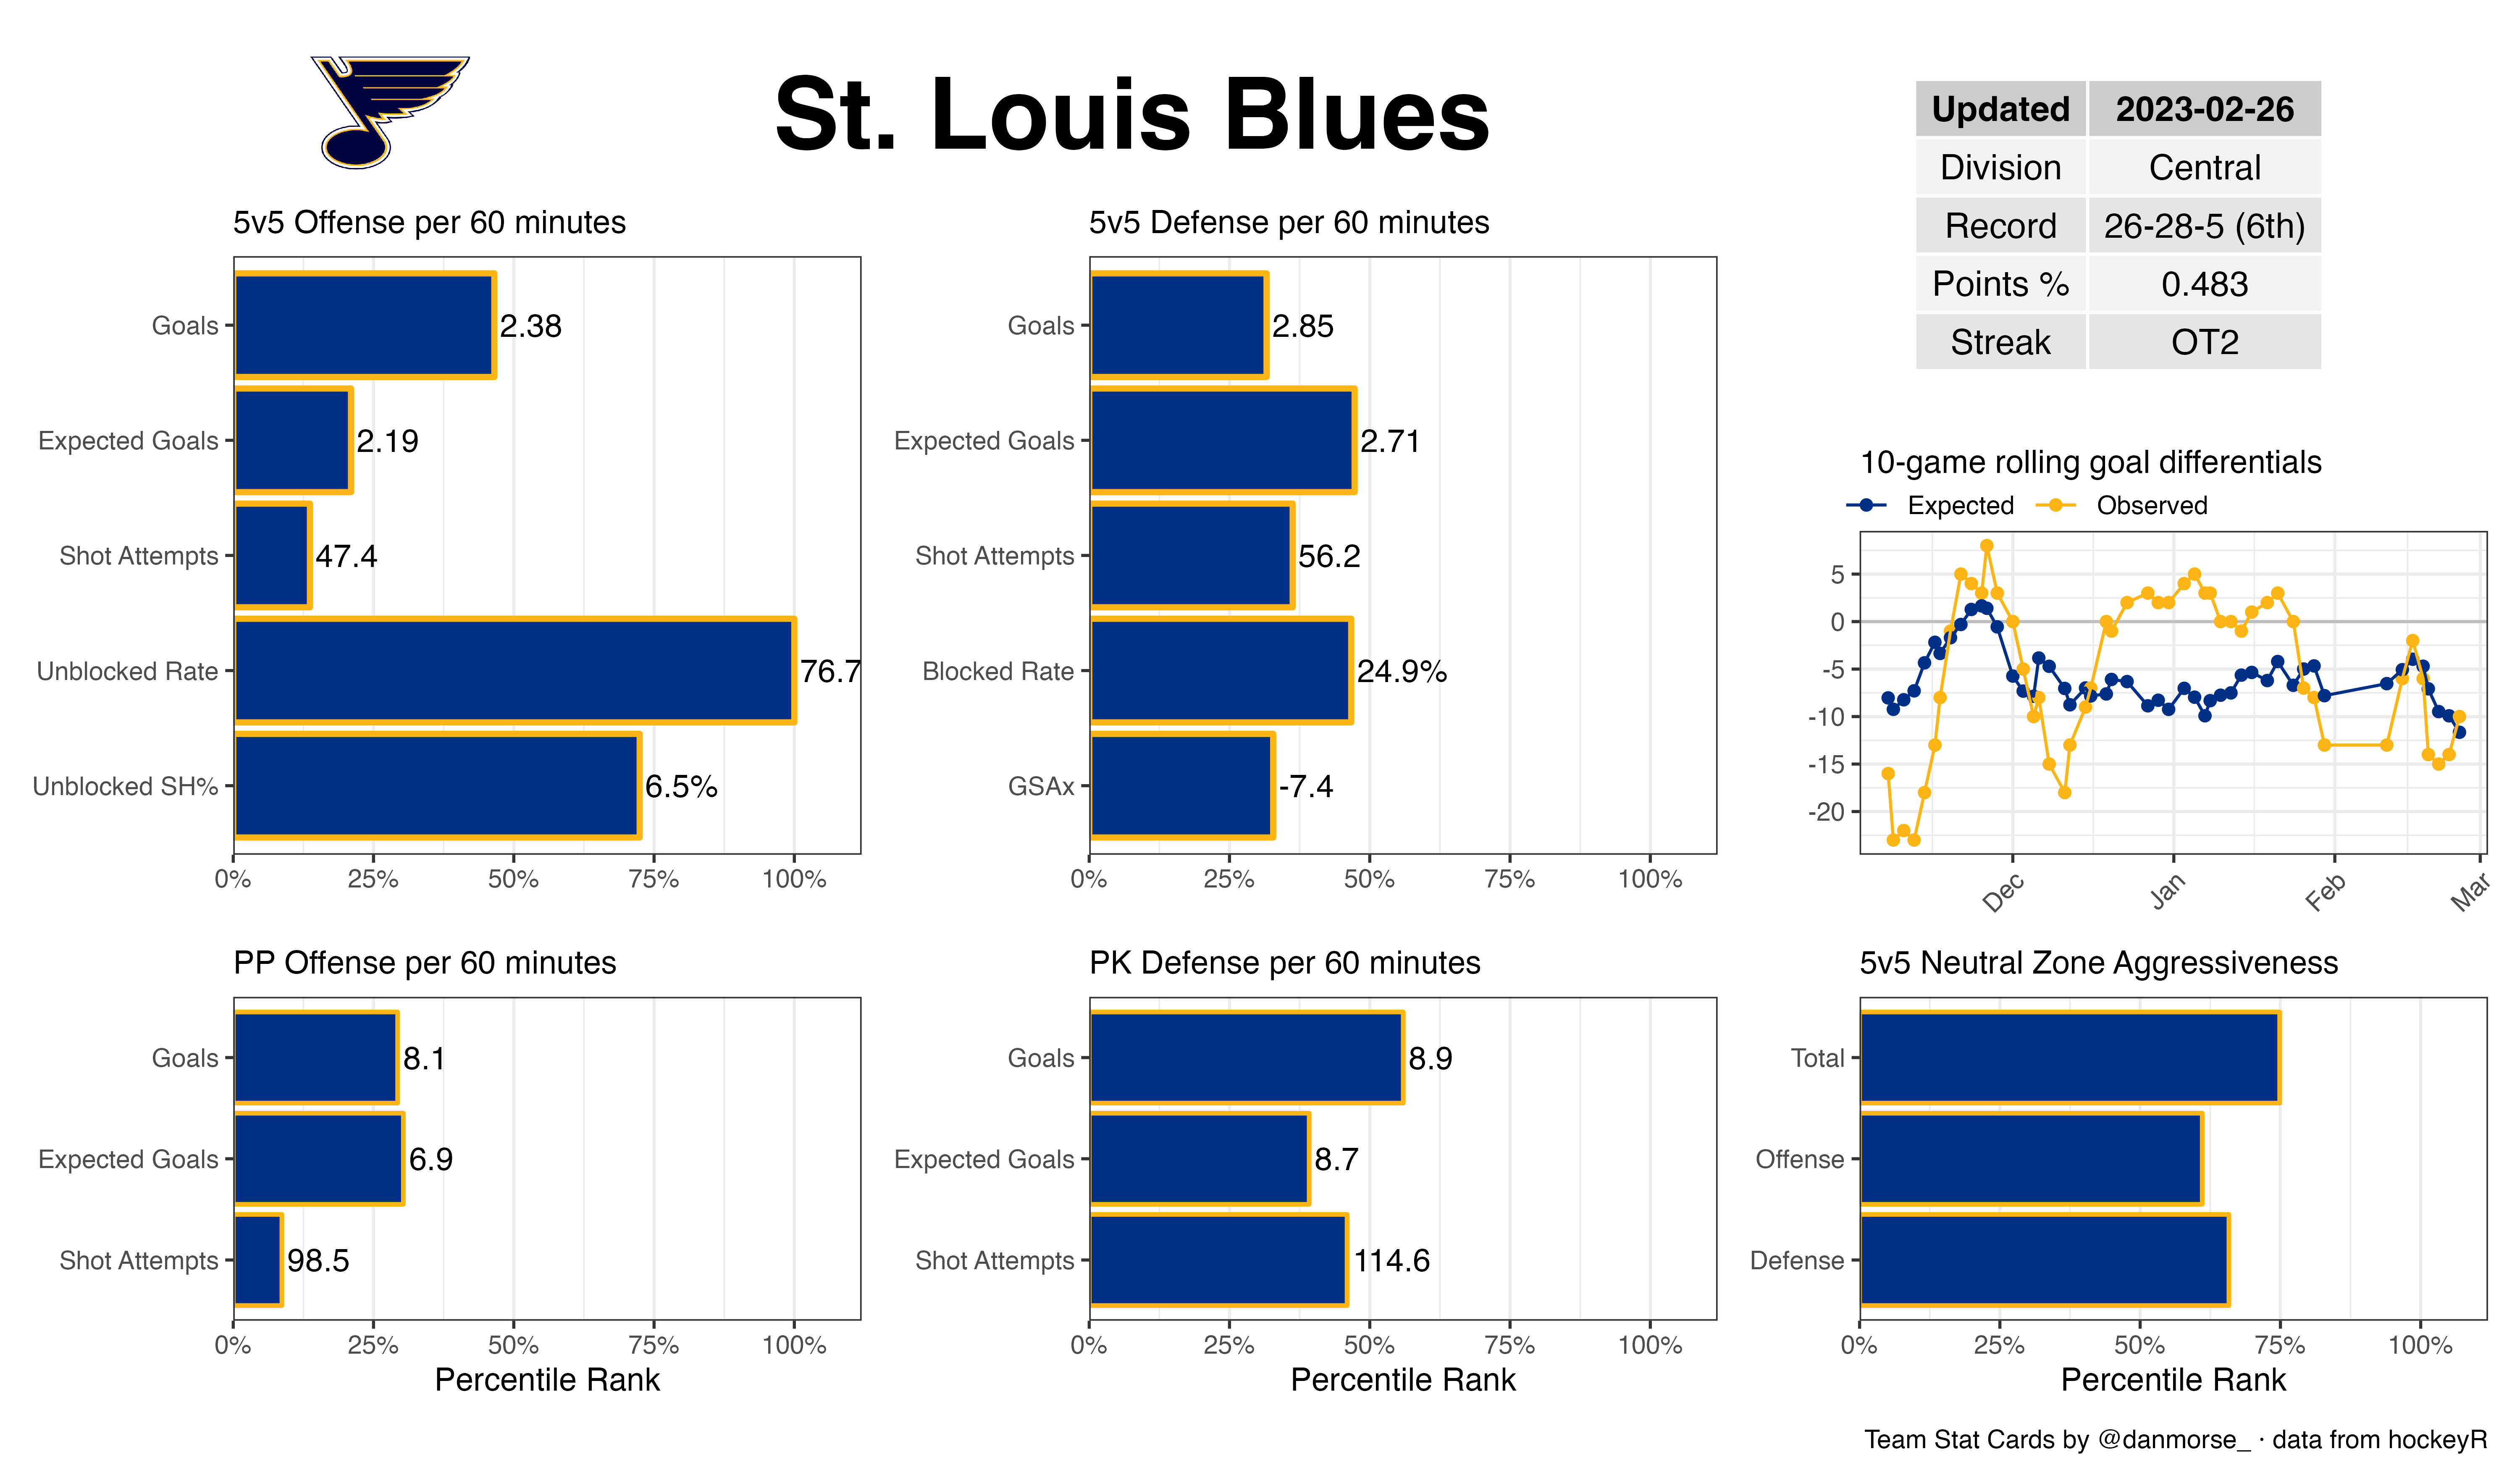 St. Louis Blues
Updated 2023-02-26
Division Central
Record 26-28-5 (6th)
Points % 0.483
Streak OT2
5v5 Offense per 60 minutes
Goals 2.38
Expected Goals 2.19
Shot Attempts 47.4
Unblocked Rate 76.7
Unblocked SH% 6.5%
0% 25% 50% 75% 100%
5v5 Defense per 60 minutes
Goals 2.85
Expected Goals 2.71
Shot Attempts 56.2
Blocked Rate 24.9%
GSAx -7.4
0% 25% 50% 75% 100%
10-game rolling goal differentials
Expected Observed
5
0
-5
-10
-15
-20
Dec Jan Feb Mar
PP Offense per 60 minutes
Goals 8.1
Expected Goals 6.9
Shot Attempts 98.5
0% 25% 50% 75% 100%
Percentile Rank
PK Defense per 60 minutes
Goals 8.9
Expected Goals 8.7
Shot Attempts 114.6
0% 25% 50% 75% 100%
Percentile Rank
5v5 Neutral Zone Aggressiveness
Total
Offense
Defense
0% 25% 50% 75% 100%
Percentile Rank
Team Stat Cards by @danmorse_ · data from hockeyR